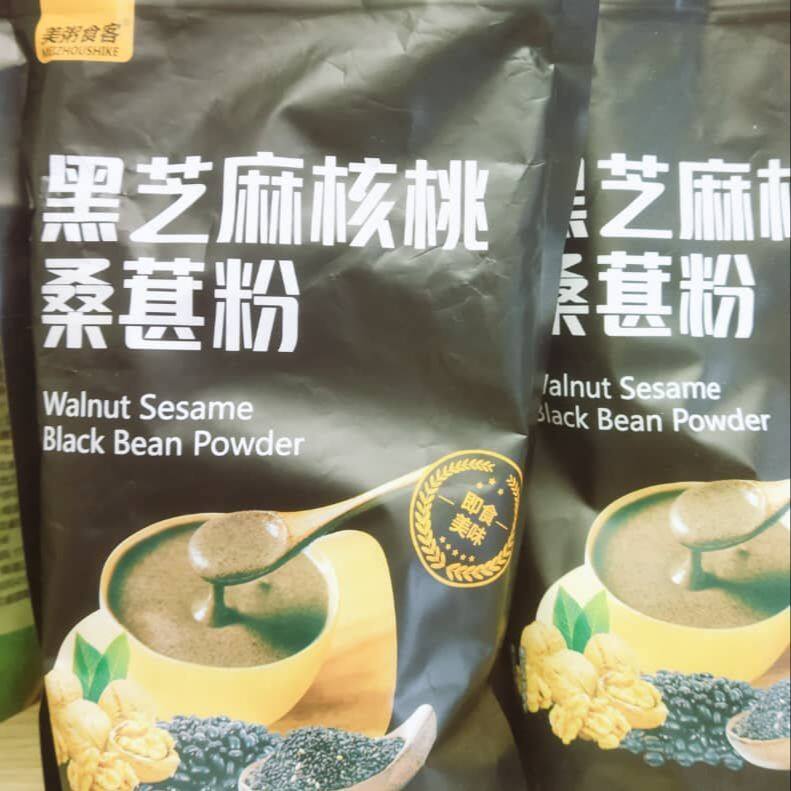 美粥食客
MEIZHOUSHIKE
黑芝麻核桃
桑葚粉
Walnut Sesame
Black Bean Powder
即食
美味
芝麻
桑葚粉
Walnut Sesame
Black Bean Powder